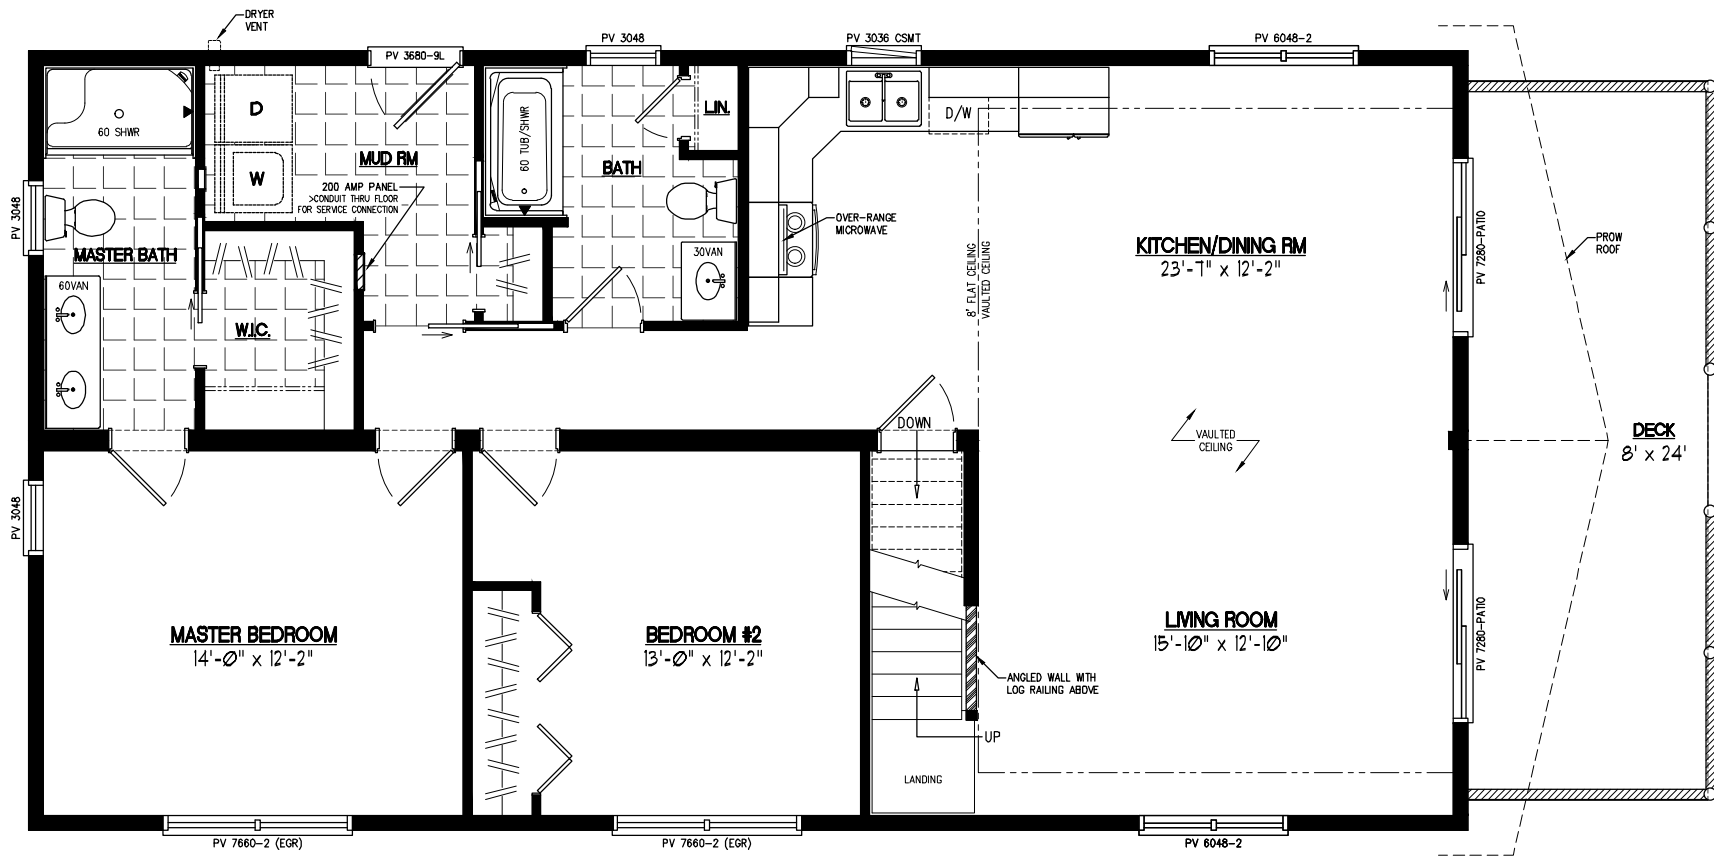 DRYER
VENT
PV 3680-9L
PV 3048
PV 3036 CSMT
PV 6048-2
60 SHWR
D
W
MUD RM
200 AMP PANEL
>CONDUIT THRU FLOOR
FOR SERVICE CONNECTION
60 TUB/SHWR
BATH
LIN.
D/W
PV 3048
MASTER BATH
60VAN
W.I.C.
30VAN
OVER-RANGE
MICROWAVE
8' FLAT CEILING
VAULTED CEILING
KITCHEN/DINING RM
23'-7" x 12'-2"
PV 7280-PATIO
PROW
ROOF
DOWN
VAULTED
CEILING
DECK
8' x 24'
PV 3048
MASTER BEDROOM
14'-0" x 12'-2"
BEDROOM #2
13'-0" x 12'-2"
LIVING ROOM
15'-10" x 12'-10"
PV 7280-PATIO
ANGLED WALL WITH
LOG RAILING ABOVE
UP
LANDING
PV 7660-2 (EGR)
PV 7660-2 (EGR)
PV 6048-2